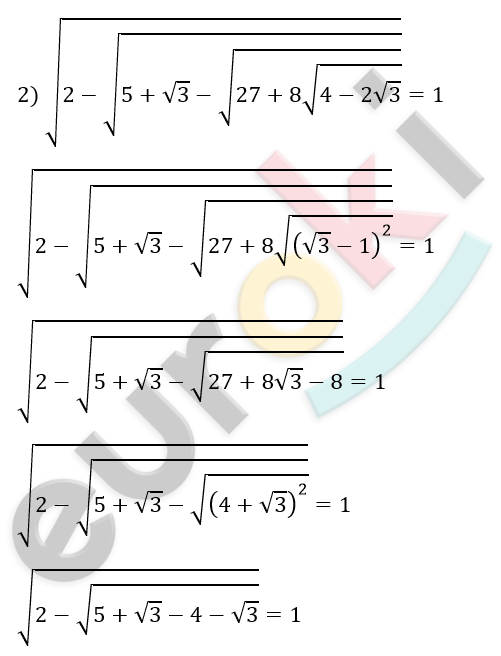 2) √(2 − √(5 + √3 − √(27 + 8√(4 − 2√3)))) = 1
√(2 − √(5 + √3 − √(27 + 8√((√3 − 1)²)))) = 1
√(2 − √(5 + √3 − √(27 + 8√3 − 8))) = 1
√(2 − √(5 + √3 − √((4 + √3)²))) = 1
√(2 − √(5 + √3 − 4 − √3)) = 1
euroki